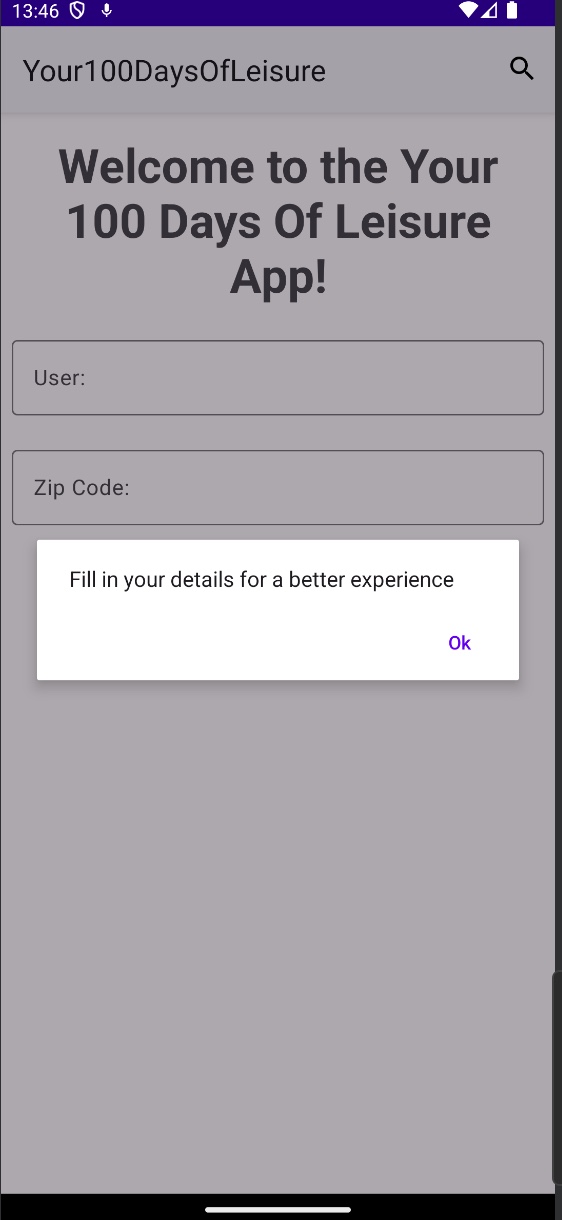 13:46
Your100DaysOfLeisure
Welcome to the Your
100 Days Of Leisure
App!
User:
Zip Code:
Fill in your details for a better experience
Ok